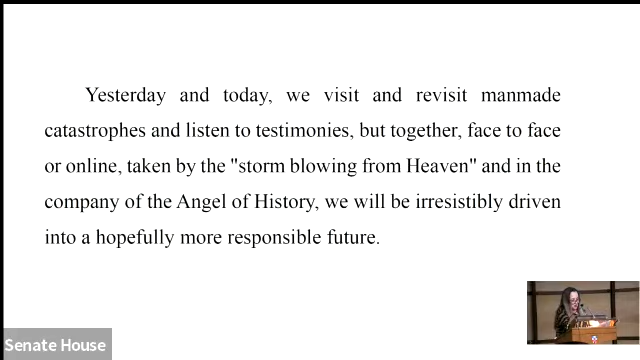 Yesterday and today, we visit and revisit manmade
catastrophes and listen to testimonies, but together, face to face
or online, taken by the "storm blowing from Heaven" and in the
company of the Angel of History, we will be irresistibly driven
into a hopefully more responsible future.
Senate House